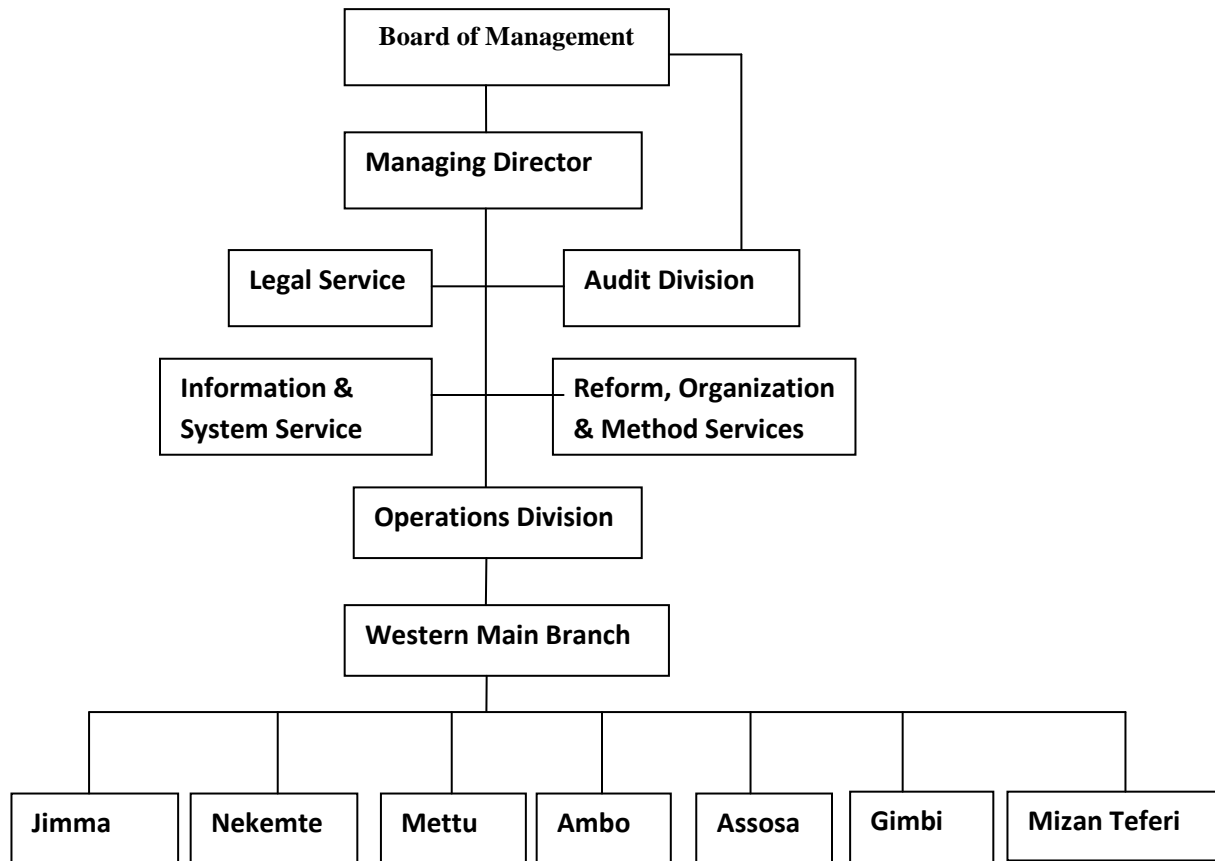 Board of Management
Managing Director
Legal Service
Audit Division
Information &
System Service
Reform, Organization
& Method Services
Operations Division
Western Main Branch
Jimma
Nekemte
Mettu
Ambo
Assosa
Gimbi
Mizan Teferi